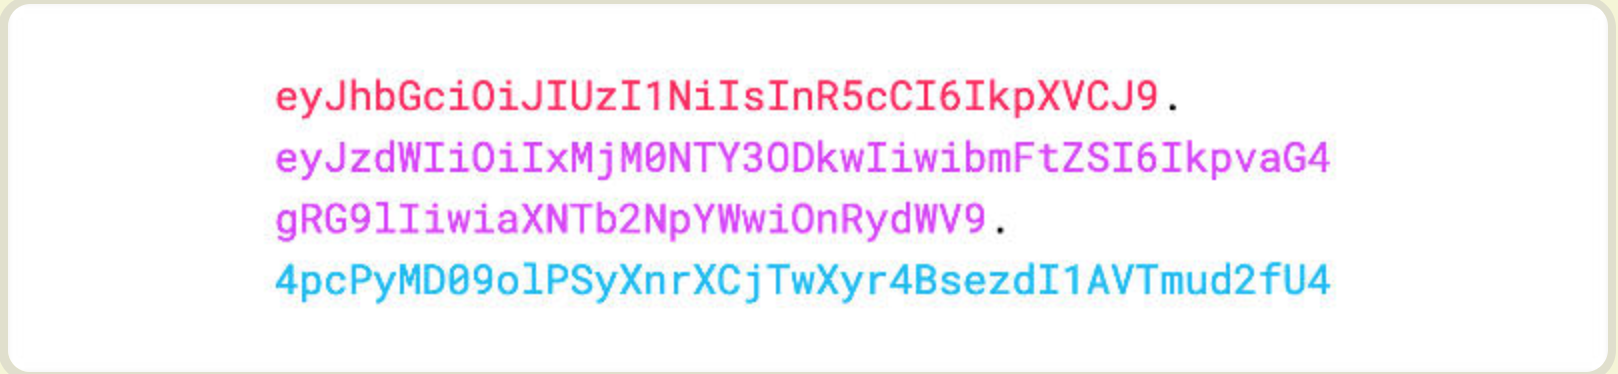 eyJhbGciOiJIUzI1NiIsInR5cCI6IkpXVCJ9.
eyJzdWIiOiIxMjM0NTY3ODkwIiwibmFtZSI6IkpvaG4
gRG9lIiwiaXNTb2NpYWwiOnRydWV9.
4pcPyMD09olPSyXnrXCjTwXyr4BsezdI1AVTmud2fU4